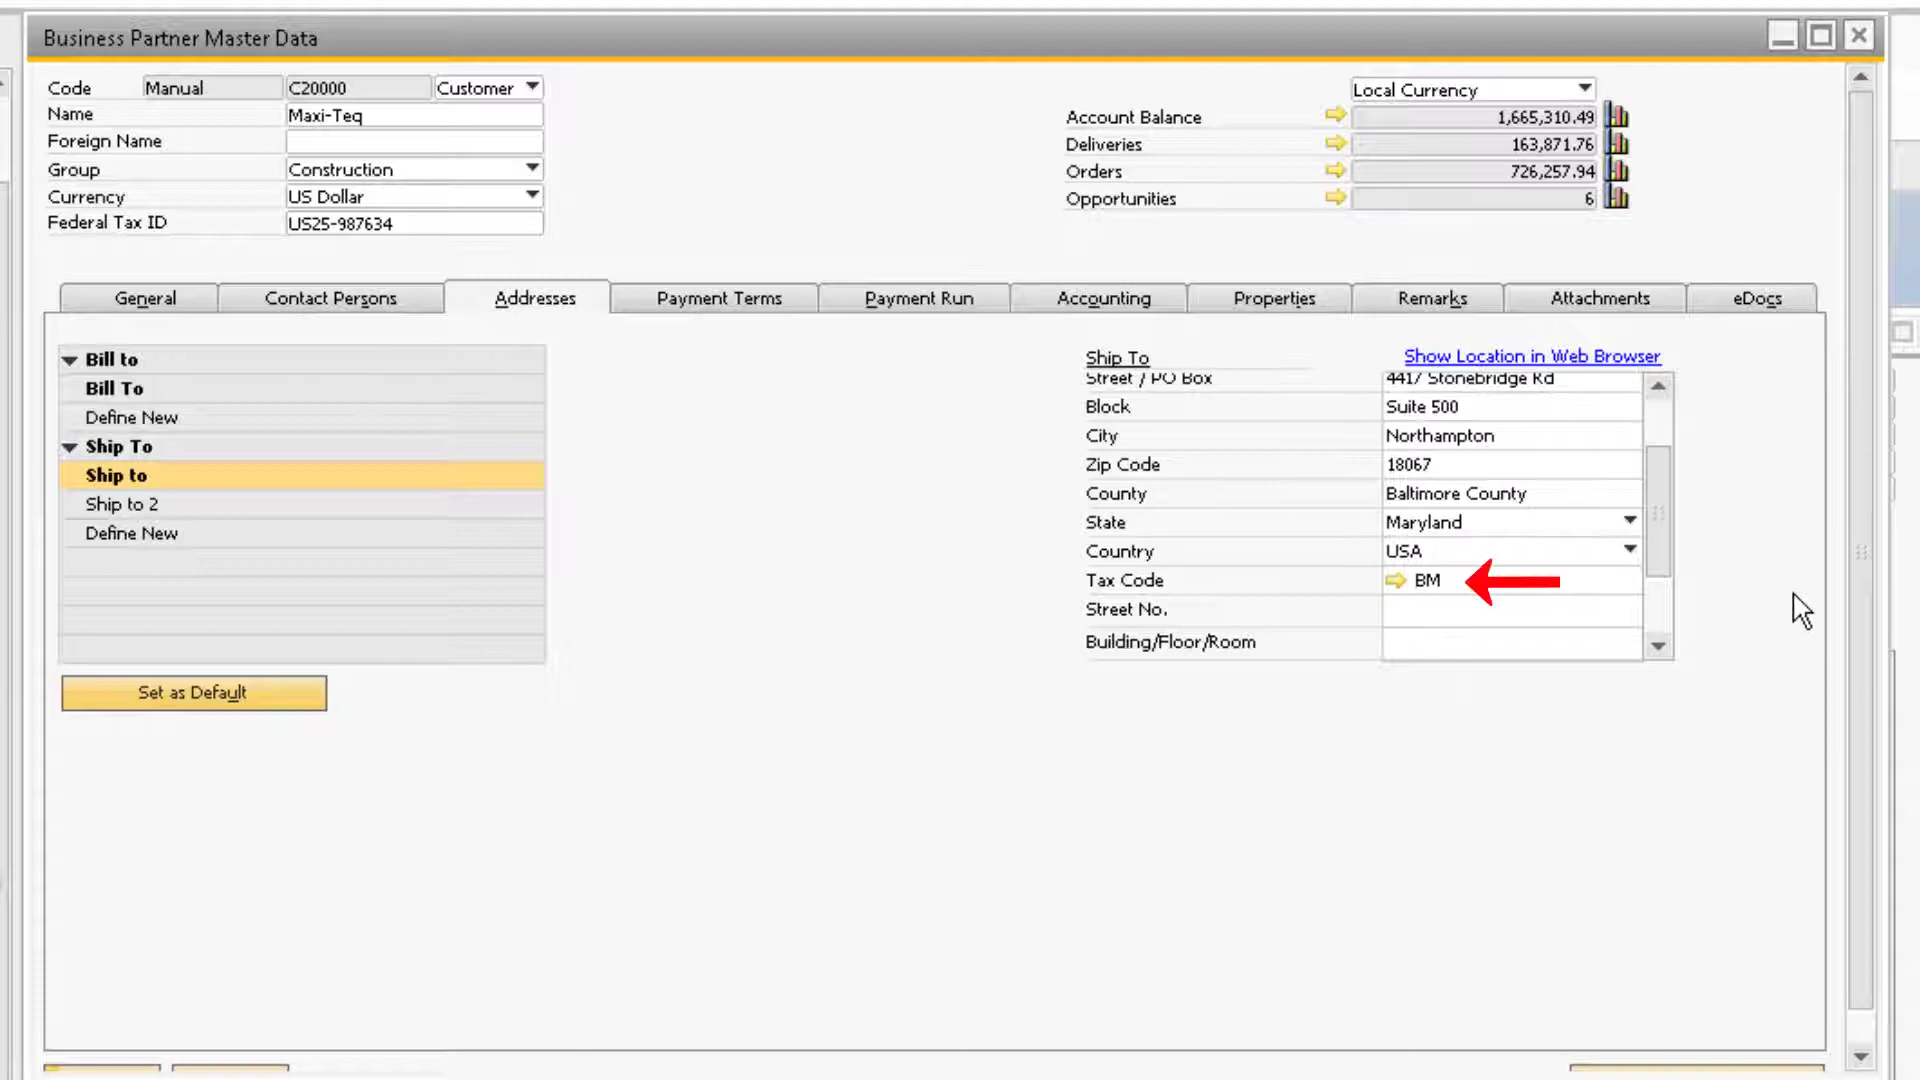 Business Partner Master Data
Code Manual C20000 Customer
Name Maxi-Teq
Foreign Name
Group Construction
Currency US Dollar
Federal Tax ID US25-987634
Local Currency
Account Balance 1,665,310.49
Deliveries 163,871.76
Orders 726,257.94
Opportunities 6
General Contact Persons Addresses Payment Terms Payment Run Accounting Properties Remarks Attachments eDocs
Bill to
Bill To
Define New
Ship To
Ship to
Ship to 2
Define New
Set as Default
Ship To Show Location in Web Browser
Street / PO Box 4417 Stonebridge Rd
Block Suite 500
City Northampton
Zip Code 18067
County Baltimore County
State Maryland
Country USA
Tax Code BM
Street No.
Building/Floor/Room